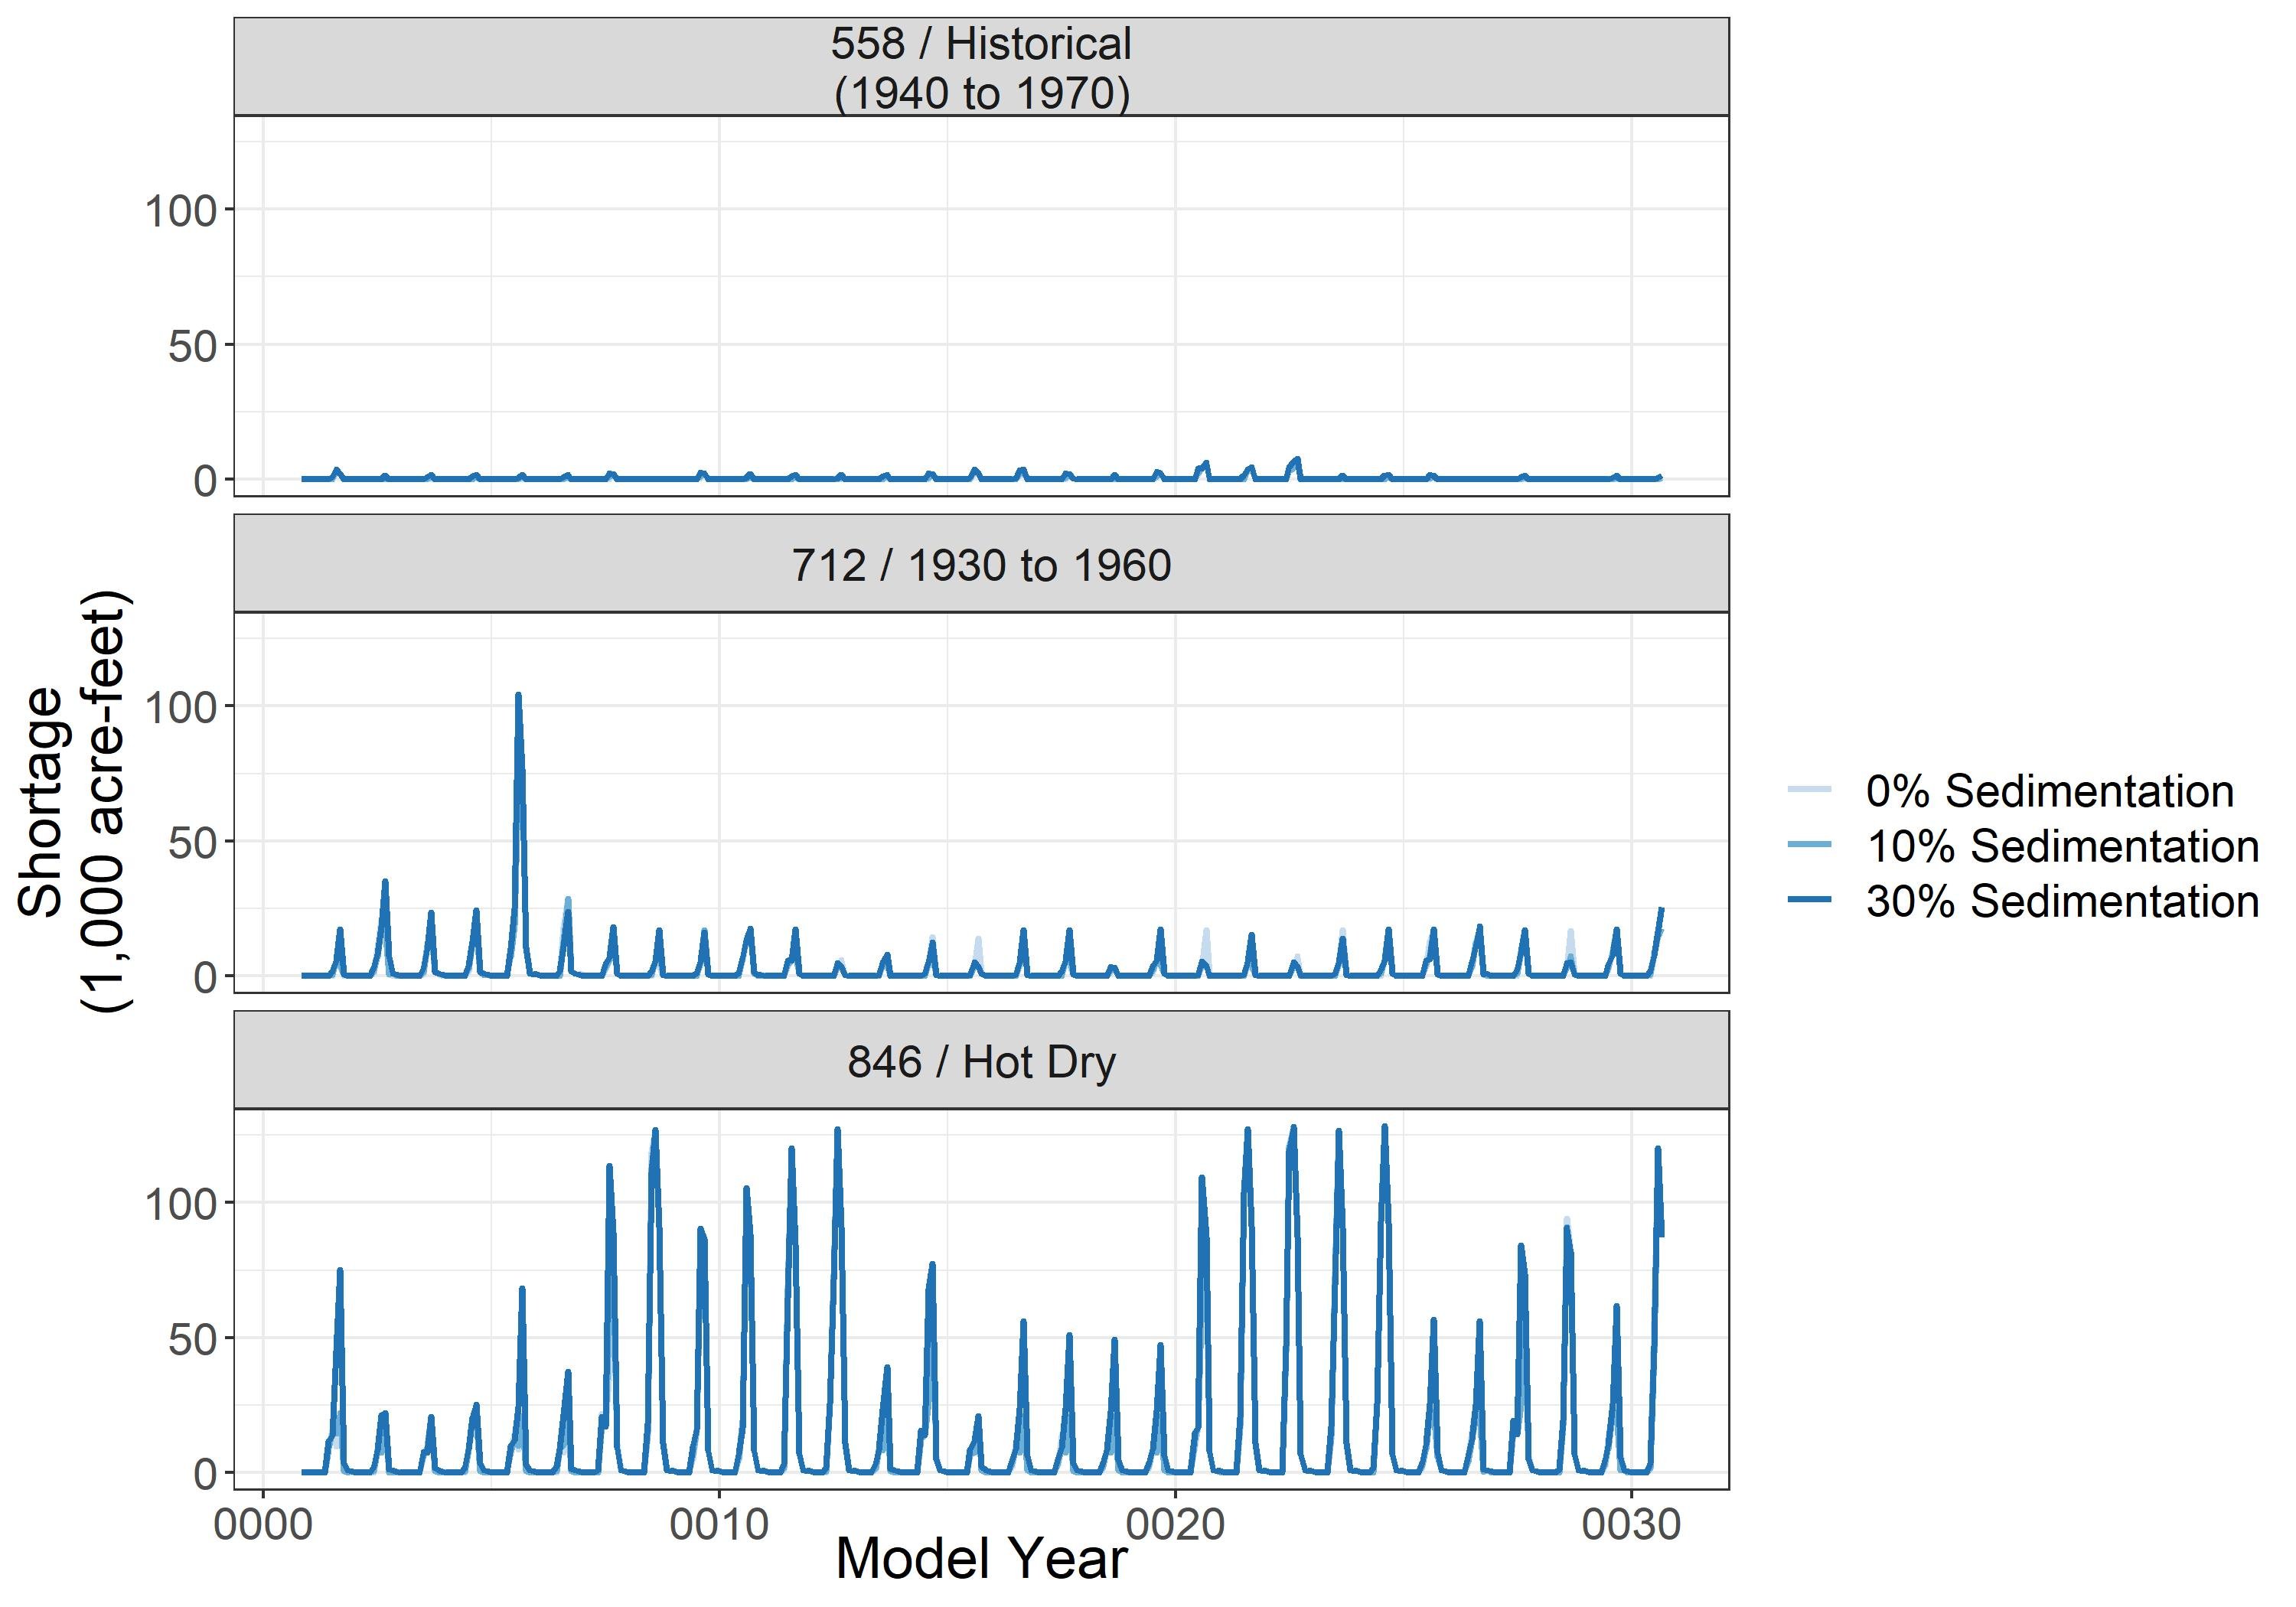 558 / Historical
(1940 to 1970)
100
50
0
712 / 1930 to 1960
100
50
0
846 / Hot Dry
100
50
0
0000 0010 0020 0030
Model Year
Shortage
(1,000 acre-feet)
0% Sedimentation
10% Sedimentation
30% Sedimentation